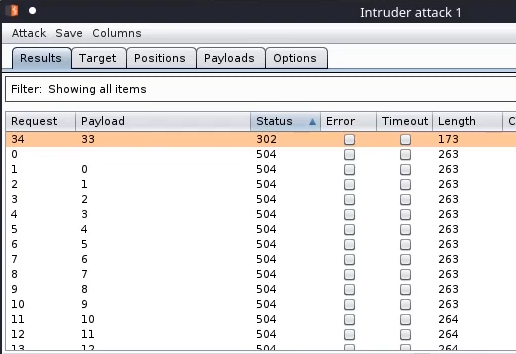 Intruder attack 1
Attack Save Columns
Results Target Positions Payloads Options
Filter: Showing all items
Request Payload Status Error Timeout Length C
34 33 302 173
0 504 263
1 0 504 263
2 1 504 263
3 2 504 263
4 3 504 263
5 4 504 263
6 5 504 263
7 6 504 263
8 7 504 263
9 8 504 263
10 9 504 263
11 10 504 264
12 11 504 264
13 12 504 264